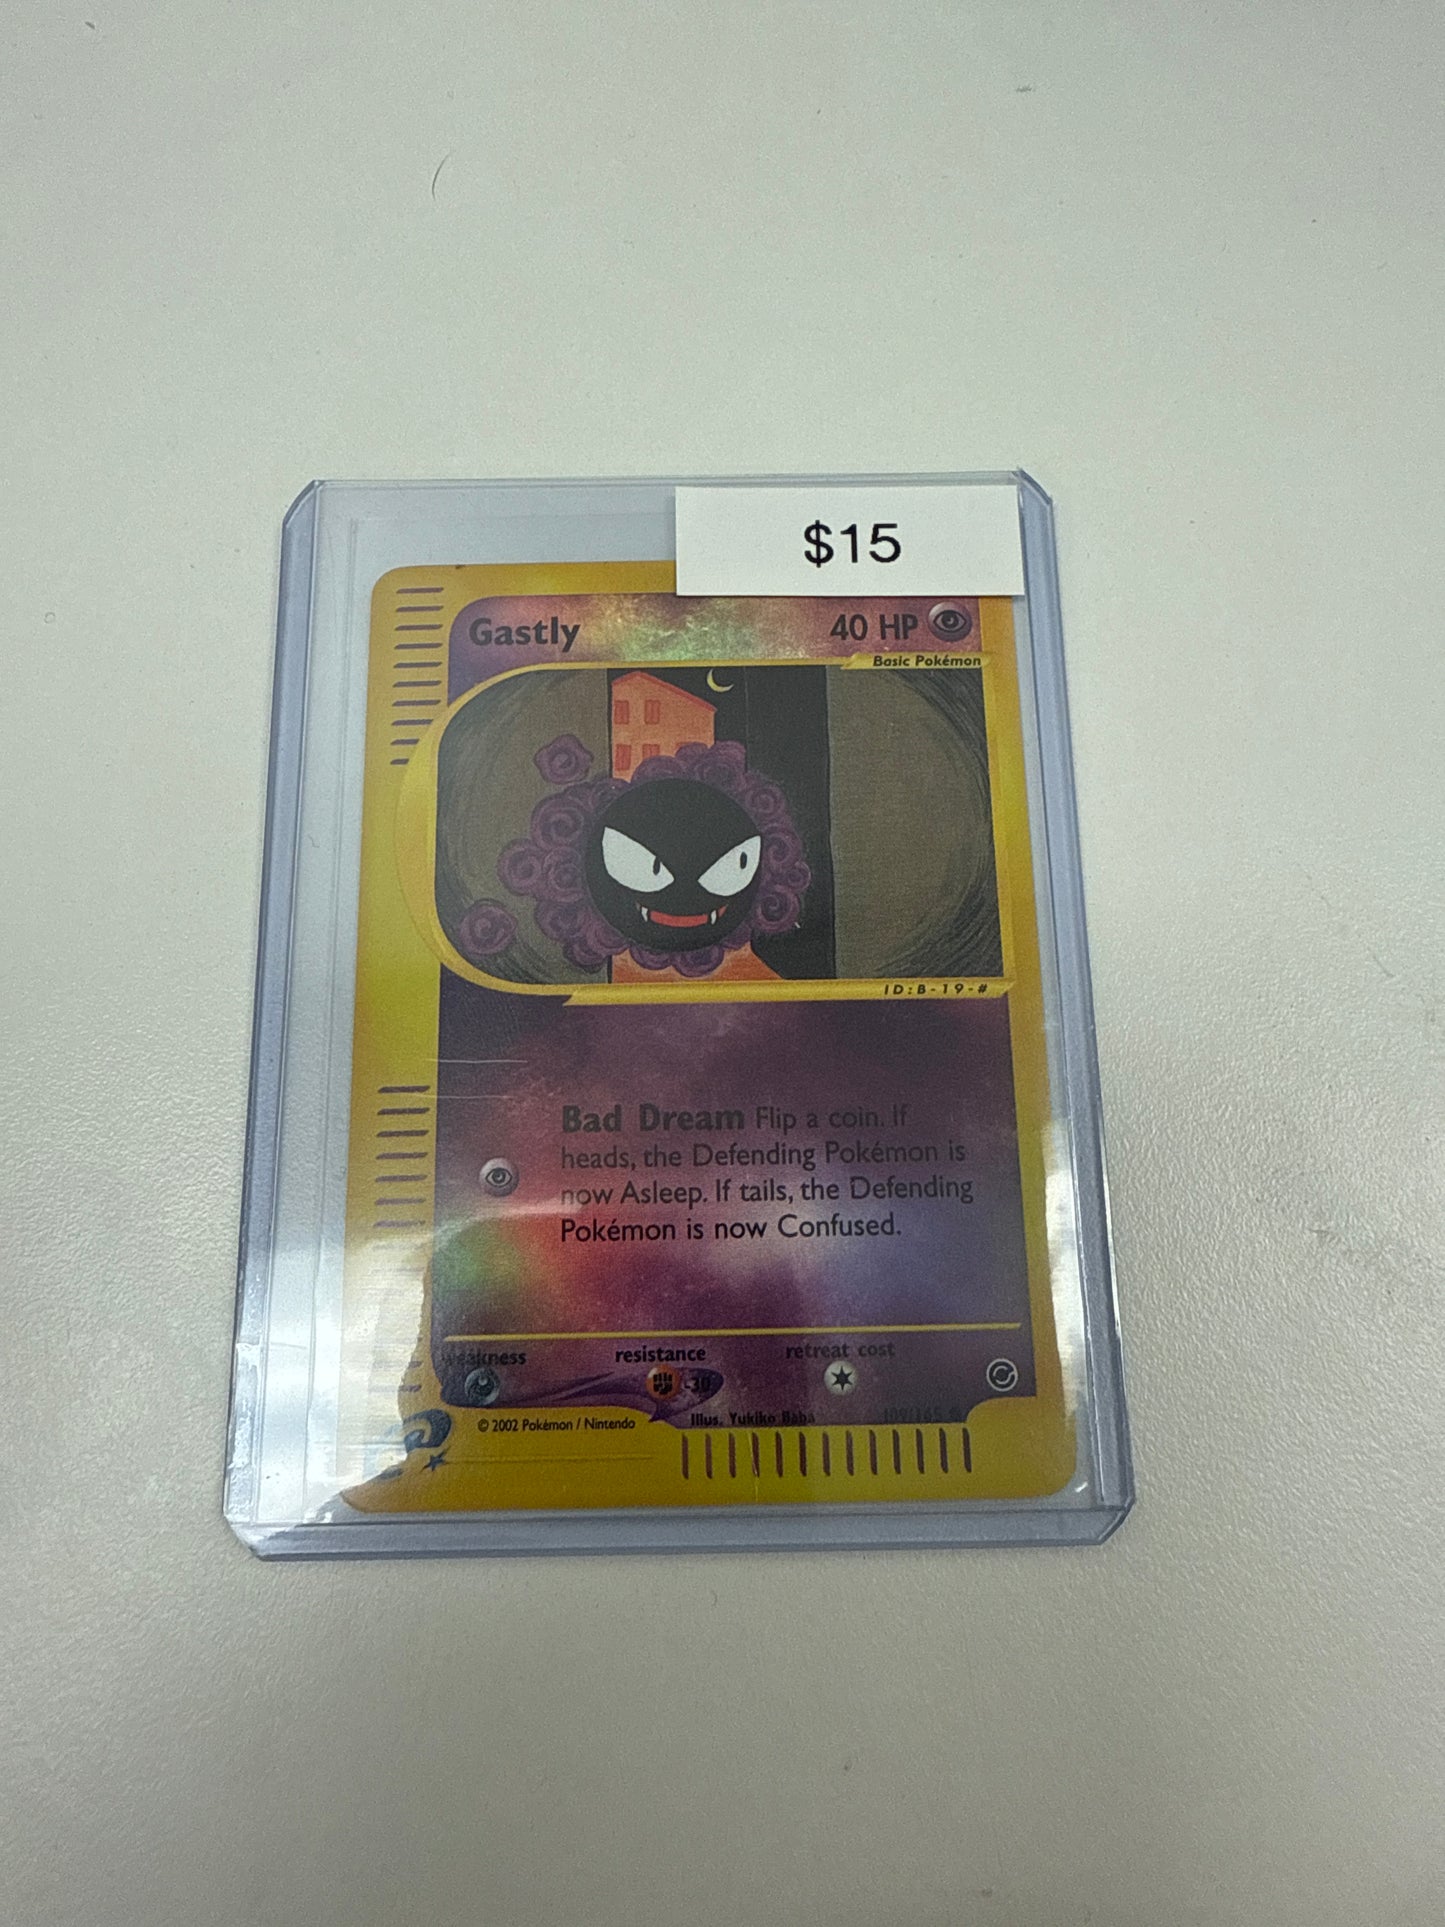 $15
Gastly 40 HP
Basic Pokémon
ID:B-19-#
Bad Dream Flip a coin. If
heads, the Defending Pokémon is
now Asleep. If tails, the Defending
Pokémon is now Confused.
weakness resistance retreat cost
-30
© 2002 Pokémon / Nintendo Illus. Yukiko Baba 109/165